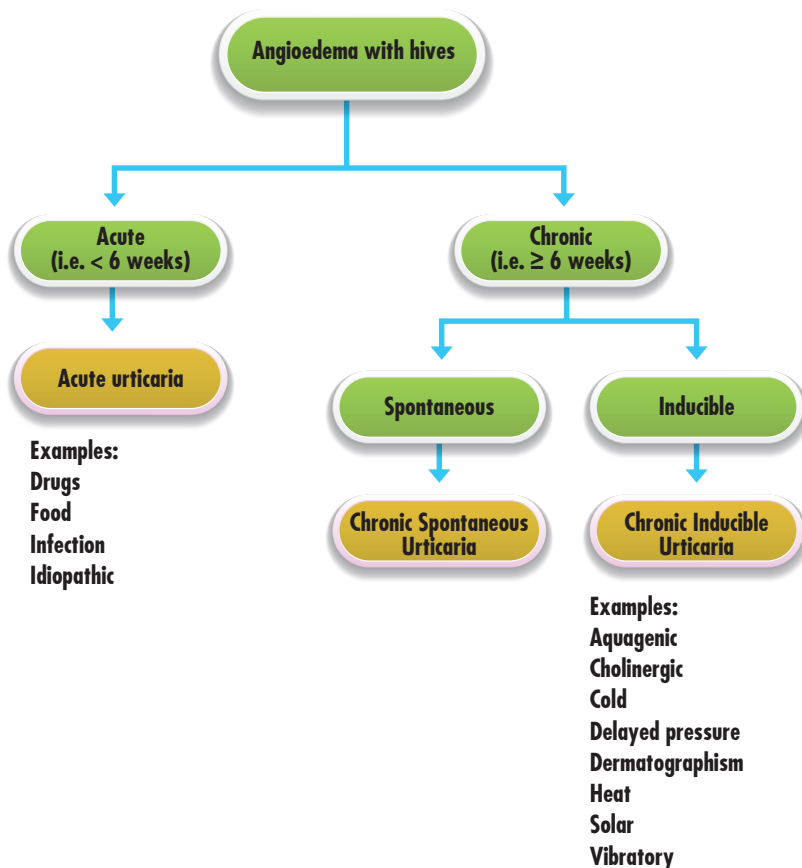 Angioedema with hives
Acute
(i.e. < 6 weeks)
Chronic
(i.e. ≥ 6 weeks)
Acute urticaria
Spontaneous
Inducible
Examples:
Drugs
Food
Infection
Idiopathic
Chronic Spontaneous
Urticaria
Chronic Inducible
Urticaria
Examples:
Aquagenic
Cholinergic
Cold
Delayed pressure
Dermatographism
Heat
Solar
Vibratory